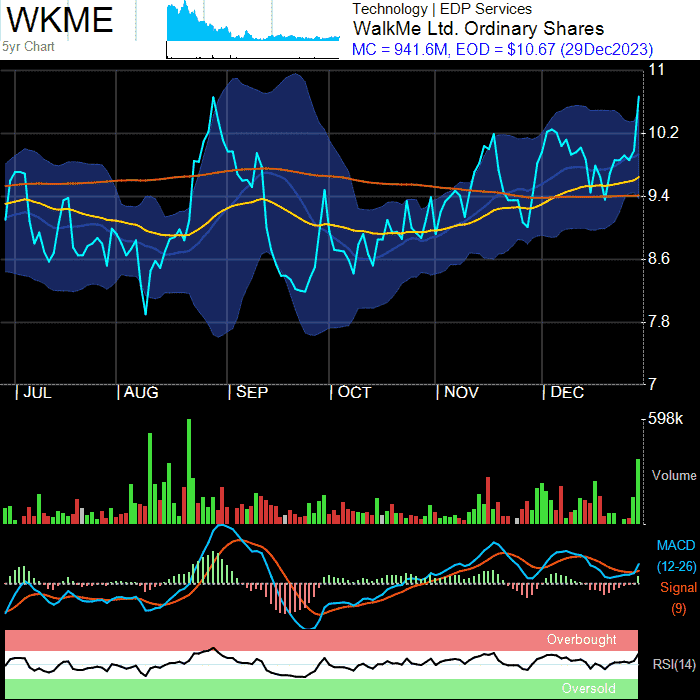 WKME
5yr Chart
Technology | EDP Services
WalkMe Ltd. Ordinary Shares
MC = 941.6M, EOD = $10.67 (29Dec2023)
11
10.2
9.4
8.6
7.8
7
| JUL | AUG | SEP | OCT | NOV | DEC
598k
Volume
MACD
(12-26)
Signal
(9)
Overbought
RSI(14)
Oversold